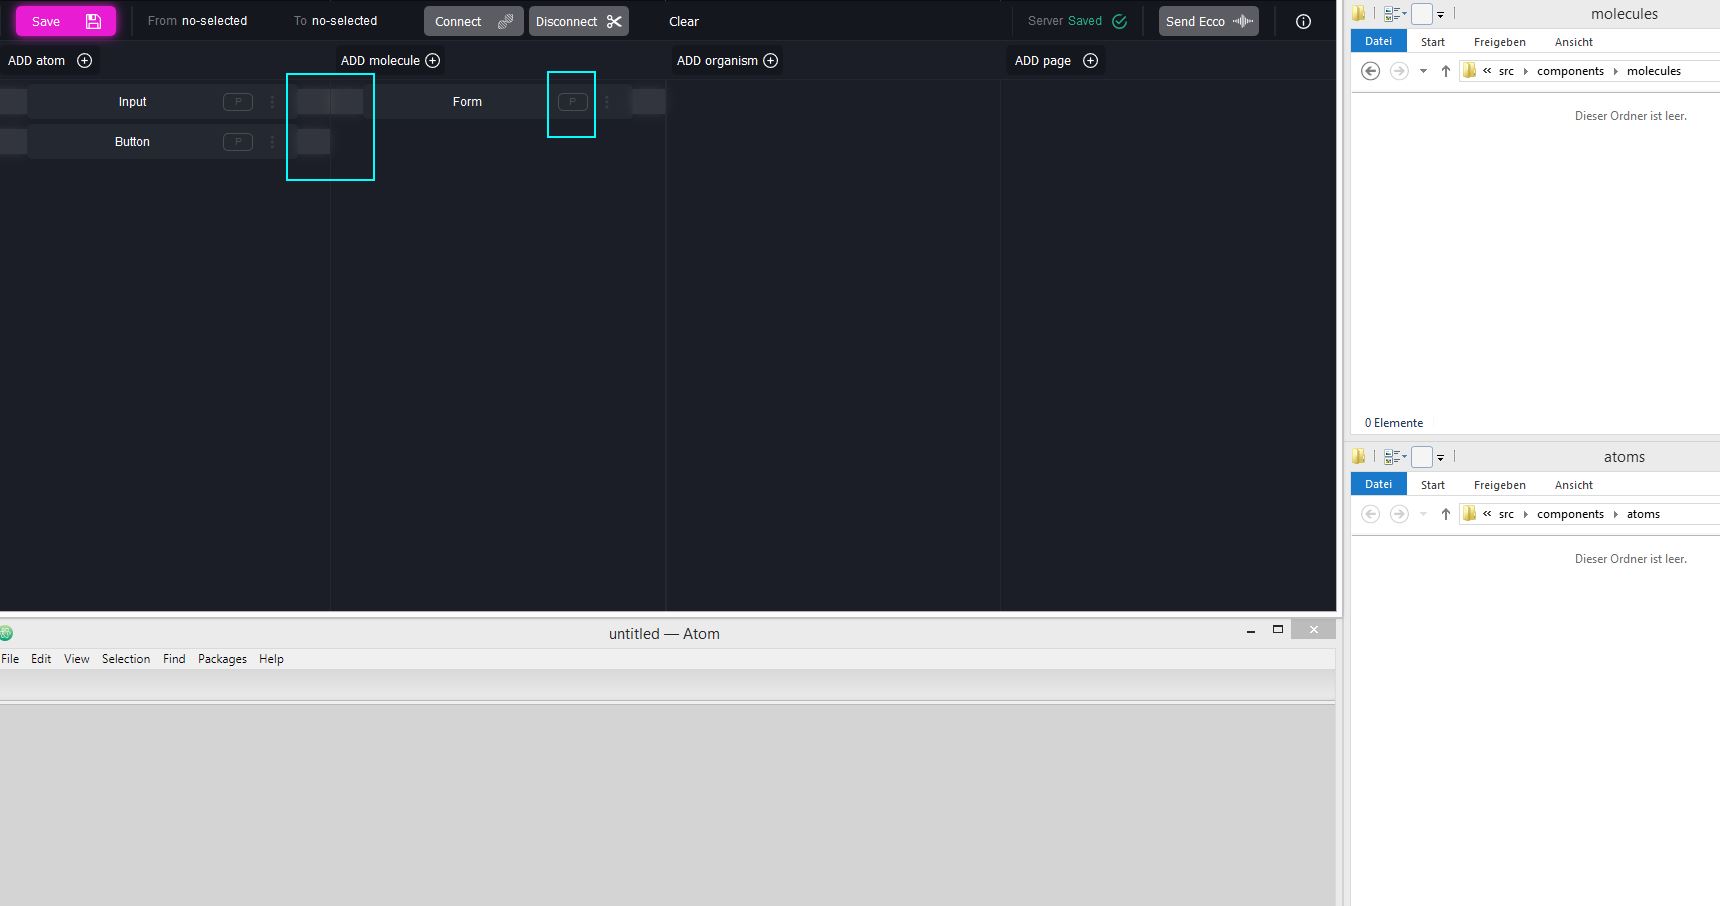 Save From no-selected To no-selected Connect Disconnect Clear Server Saved Send Ecco
ADD atom ADD molecule ADD organism ADD page
Input P Form P
Button P
untitled — Atom
File Edit View Selection Find Packages Help
molecules
Datei Start Freigeben Ansicht
« src components molecules
Dieser Ordner ist leer.
0 Elemente
atoms
Datei Start Freigeben Ansicht
« src components atoms
Dieser Ordner ist leer.